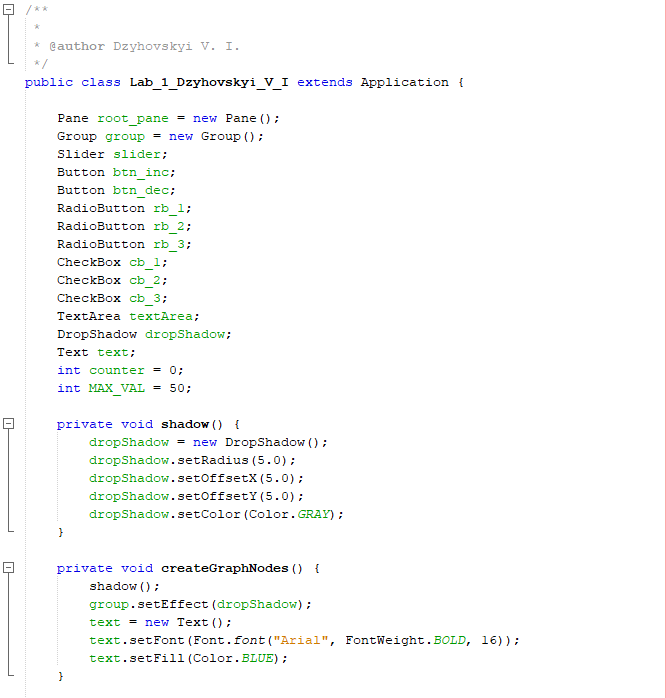 /**
 *
 * @author Dzyhovskyi V. I.
 */
public class Lab_1_Dzyhovskyi_V_I extends Application {
    Pane root_pane = new Pane();
    Group group = new Group();
    Slider slider;
    Button btn_inc;
    Button btn_dec;
    RadioButton rb_1;
    RadioButton rb_2;
    RadioButton rb_3;
    CheckBox cb_1;
    CheckBox cb_2;
    CheckBox cb_3;
    TextArea textArea;
    DropShadow dropShadow;
    Text text;
    int counter = 0;
    int MAX_VAL = 50;
    private void shadow() {
        dropShadow = new DropShadow();
        dropShadow.setRadius(5.0);
        dropShadow.setOffsetX(5.0);
        dropShadow.setOffsetY(5.0);
        dropShadow.setColor(Color.GRAY);
    }
    private void createGraphNodes() {
        shadow();
        group.setEffect(dropShadow);
        text = new Text();
        text.setFont(Font.font("Arial", FontWeight.BOLD, 16));
        text.setFill(Color.BLUE);
    }